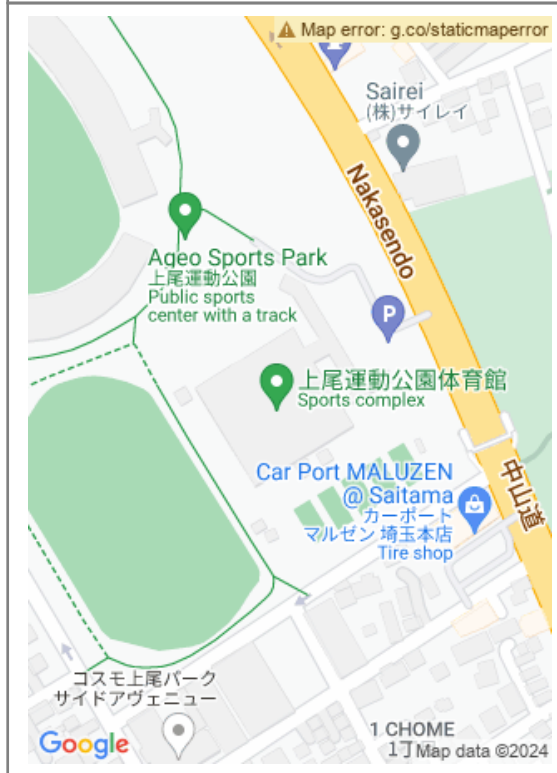 Map error: g.co/staticmaperror
Sairei
(株)サイレイ
Nakasendo
Ageo Sports Park
上尾運動公園
Public sports
center with a track
P
上尾運動公園体育館
Sports complex
Car Port MALUZEN
@ Saitama
カーポート
マルゼン 埼玉本店
Tire shop
中山道
コスモ上尾パーク
サイドアヴェニュー
1 CHOME
1丁
Google
Map data ©2024